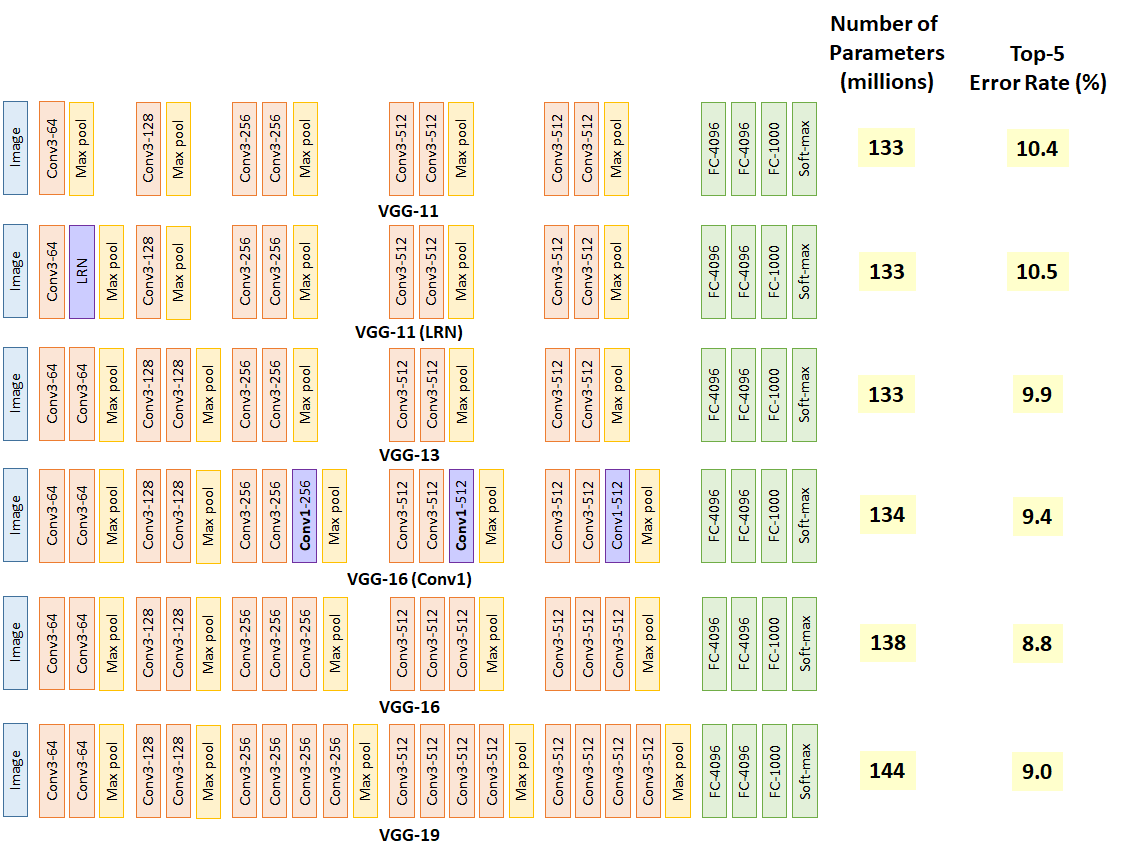 Number of
Parameters
(millions)
Top-5
Error Rate (%)
Image Conv3-64 Max pool Conv3-128 Max pool Conv3-256 Conv3-256 Max pool Conv3-512 Conv3-512 Max pool Conv3-512 Conv3-512 Max pool FC-4096 FC-4096 FC-1000 Soft-max 133 10.4
VGG-11
Image Conv3-64 LRN Max pool Conv3-128 Max pool Conv3-256 Conv3-256 Max pool Conv3-512 Conv3-512 Max pool Conv3-512 Conv3-512 Max pool FC-4096 FC-4096 FC-1000 Soft-max 133 10.5
VGG-11 (LRN)
Image Conv3-64 Conv3-64 Max pool Conv3-128 Conv3-128 Max pool Conv3-256 Conv3-256 Max pool Conv3-512 Conv3-512 Max pool Conv3-512 Conv3-512 Max pool FC-4096 FC-4096 FC-1000 Soft-max 133 9.9
VGG-13
Image Conv3-64 Conv3-64 Max pool Conv3-128 Conv3-128 Max pool Conv3-256 Conv3-256 Conv1-256 Max pool Conv3-512 Conv3-512 Conv1-512 Max pool Conv3-512 Conv3-512 Conv1-512 Max pool FC-4096 FC-4096 FC-1000 Soft-max 134 9.4
VGG-16 (Conv1)
Image Conv3-64 Conv3-64 Max pool Conv3-128 Conv3-128 Max pool Conv3-256 Conv3-256 Conv3-256 Max pool Conv3-512 Conv3-512 Conv3-512 Max pool Conv3-512 Conv3-512 Conv3-512 Max pool FC-4096 FC-4096 FC-1000 Soft-max 138 8.8
VGG-16
Image Conv3-64 Conv3-64 Max pool Conv3-128 Conv3-128 Max pool Conv3-256 Conv3-256 Conv3-256 Conv3-256 Max pool Conv3-512 Conv3-512 Conv3-512 Conv3-512 Max pool Conv3-512 Conv3-512 Conv3-512 Conv3-512 Max pool FC-4096 FC-4096 FC-1000 Soft-max 144 9.0
VGG-19